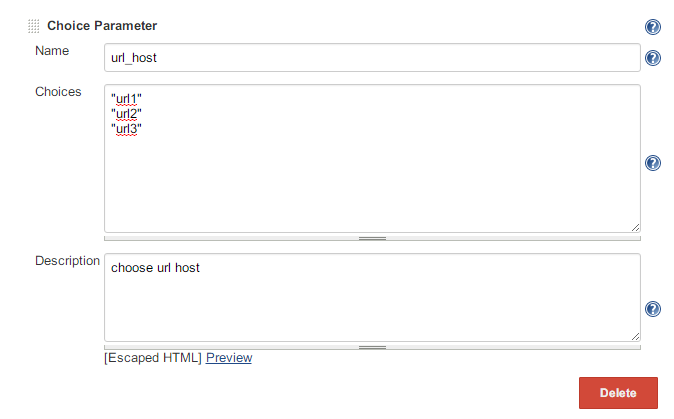 Choice Parameter
Name
url_host
Choices
"url1"
"url2"
"url3"
Description
choose url host
[Escaped HTML] Preview
Delete